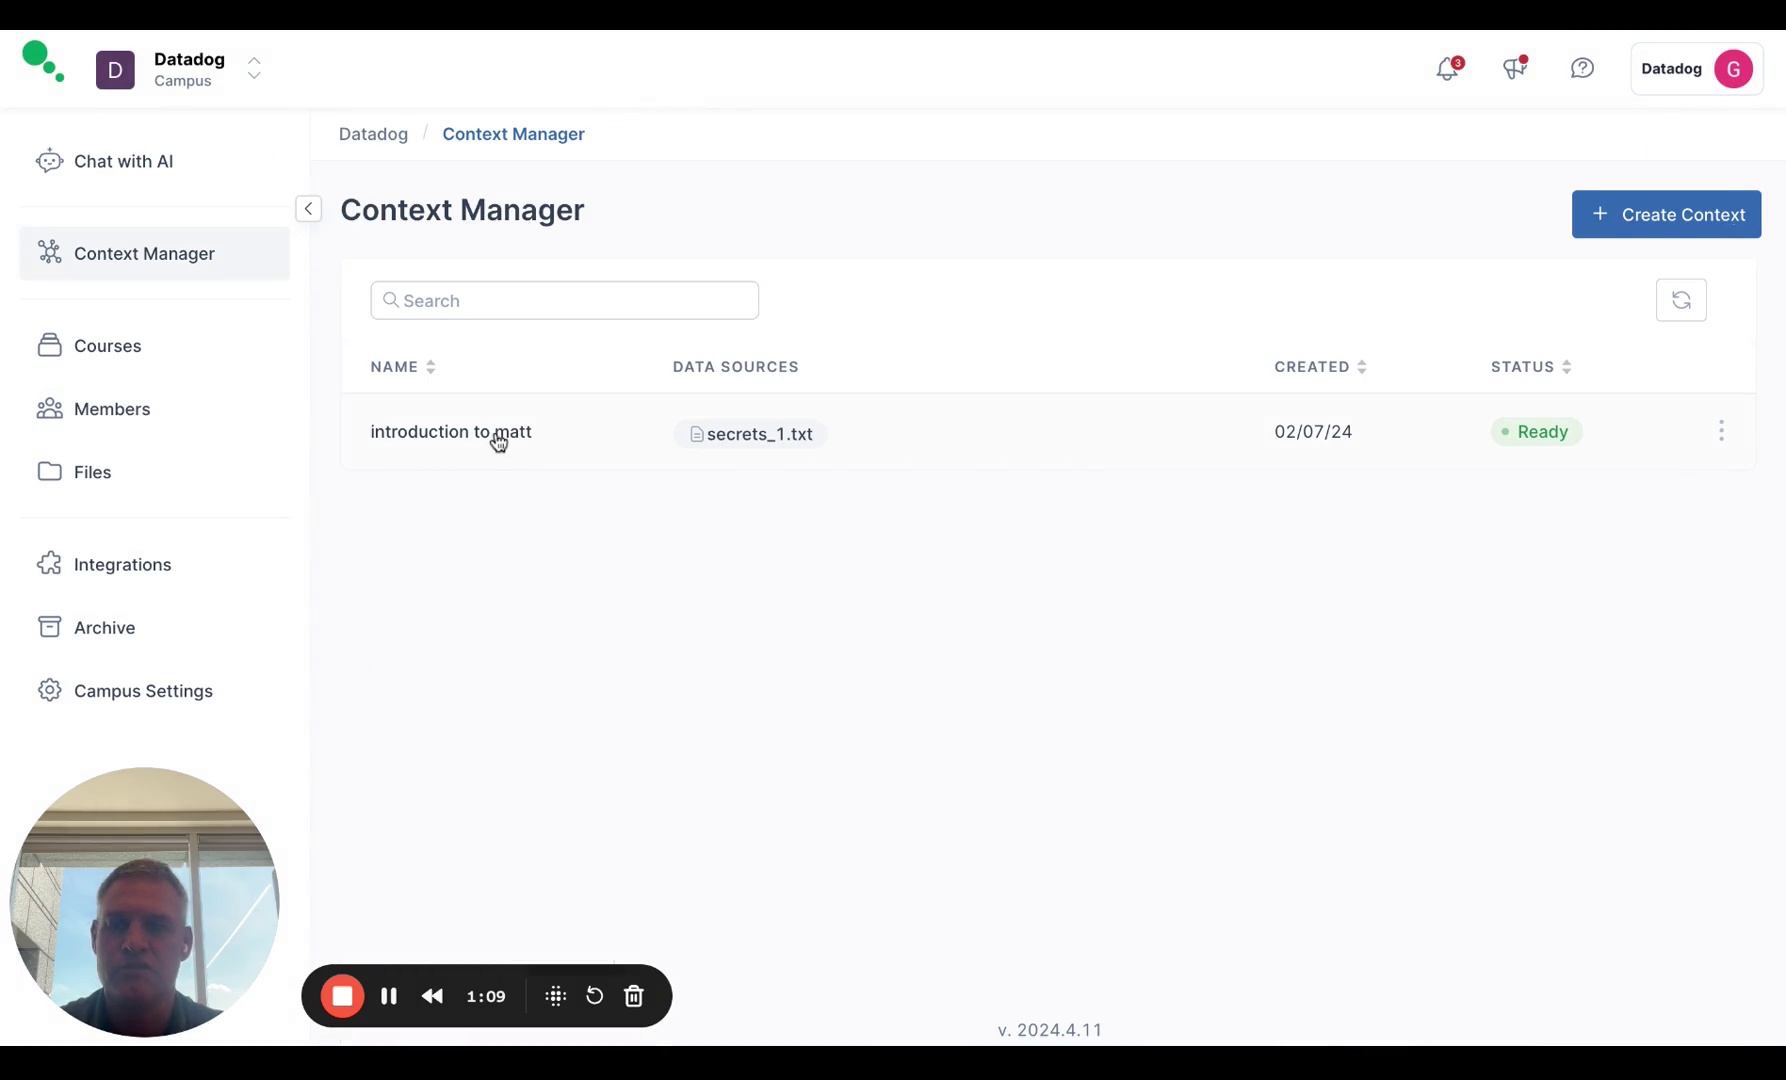 D
Datadog
Campus
3
Datadog
G
Chat with AI
Context Manager
Courses
Members
Files
Integrations
Archive
Campus Settings
Datadog / Context Manager
Context Manager
+ Create Context
Search
NAME
DATA SOURCES
CREATED
STATUS
introduction to matt
secrets_1.txt
02/07/24
Ready
1:09
v. 2024.4.11